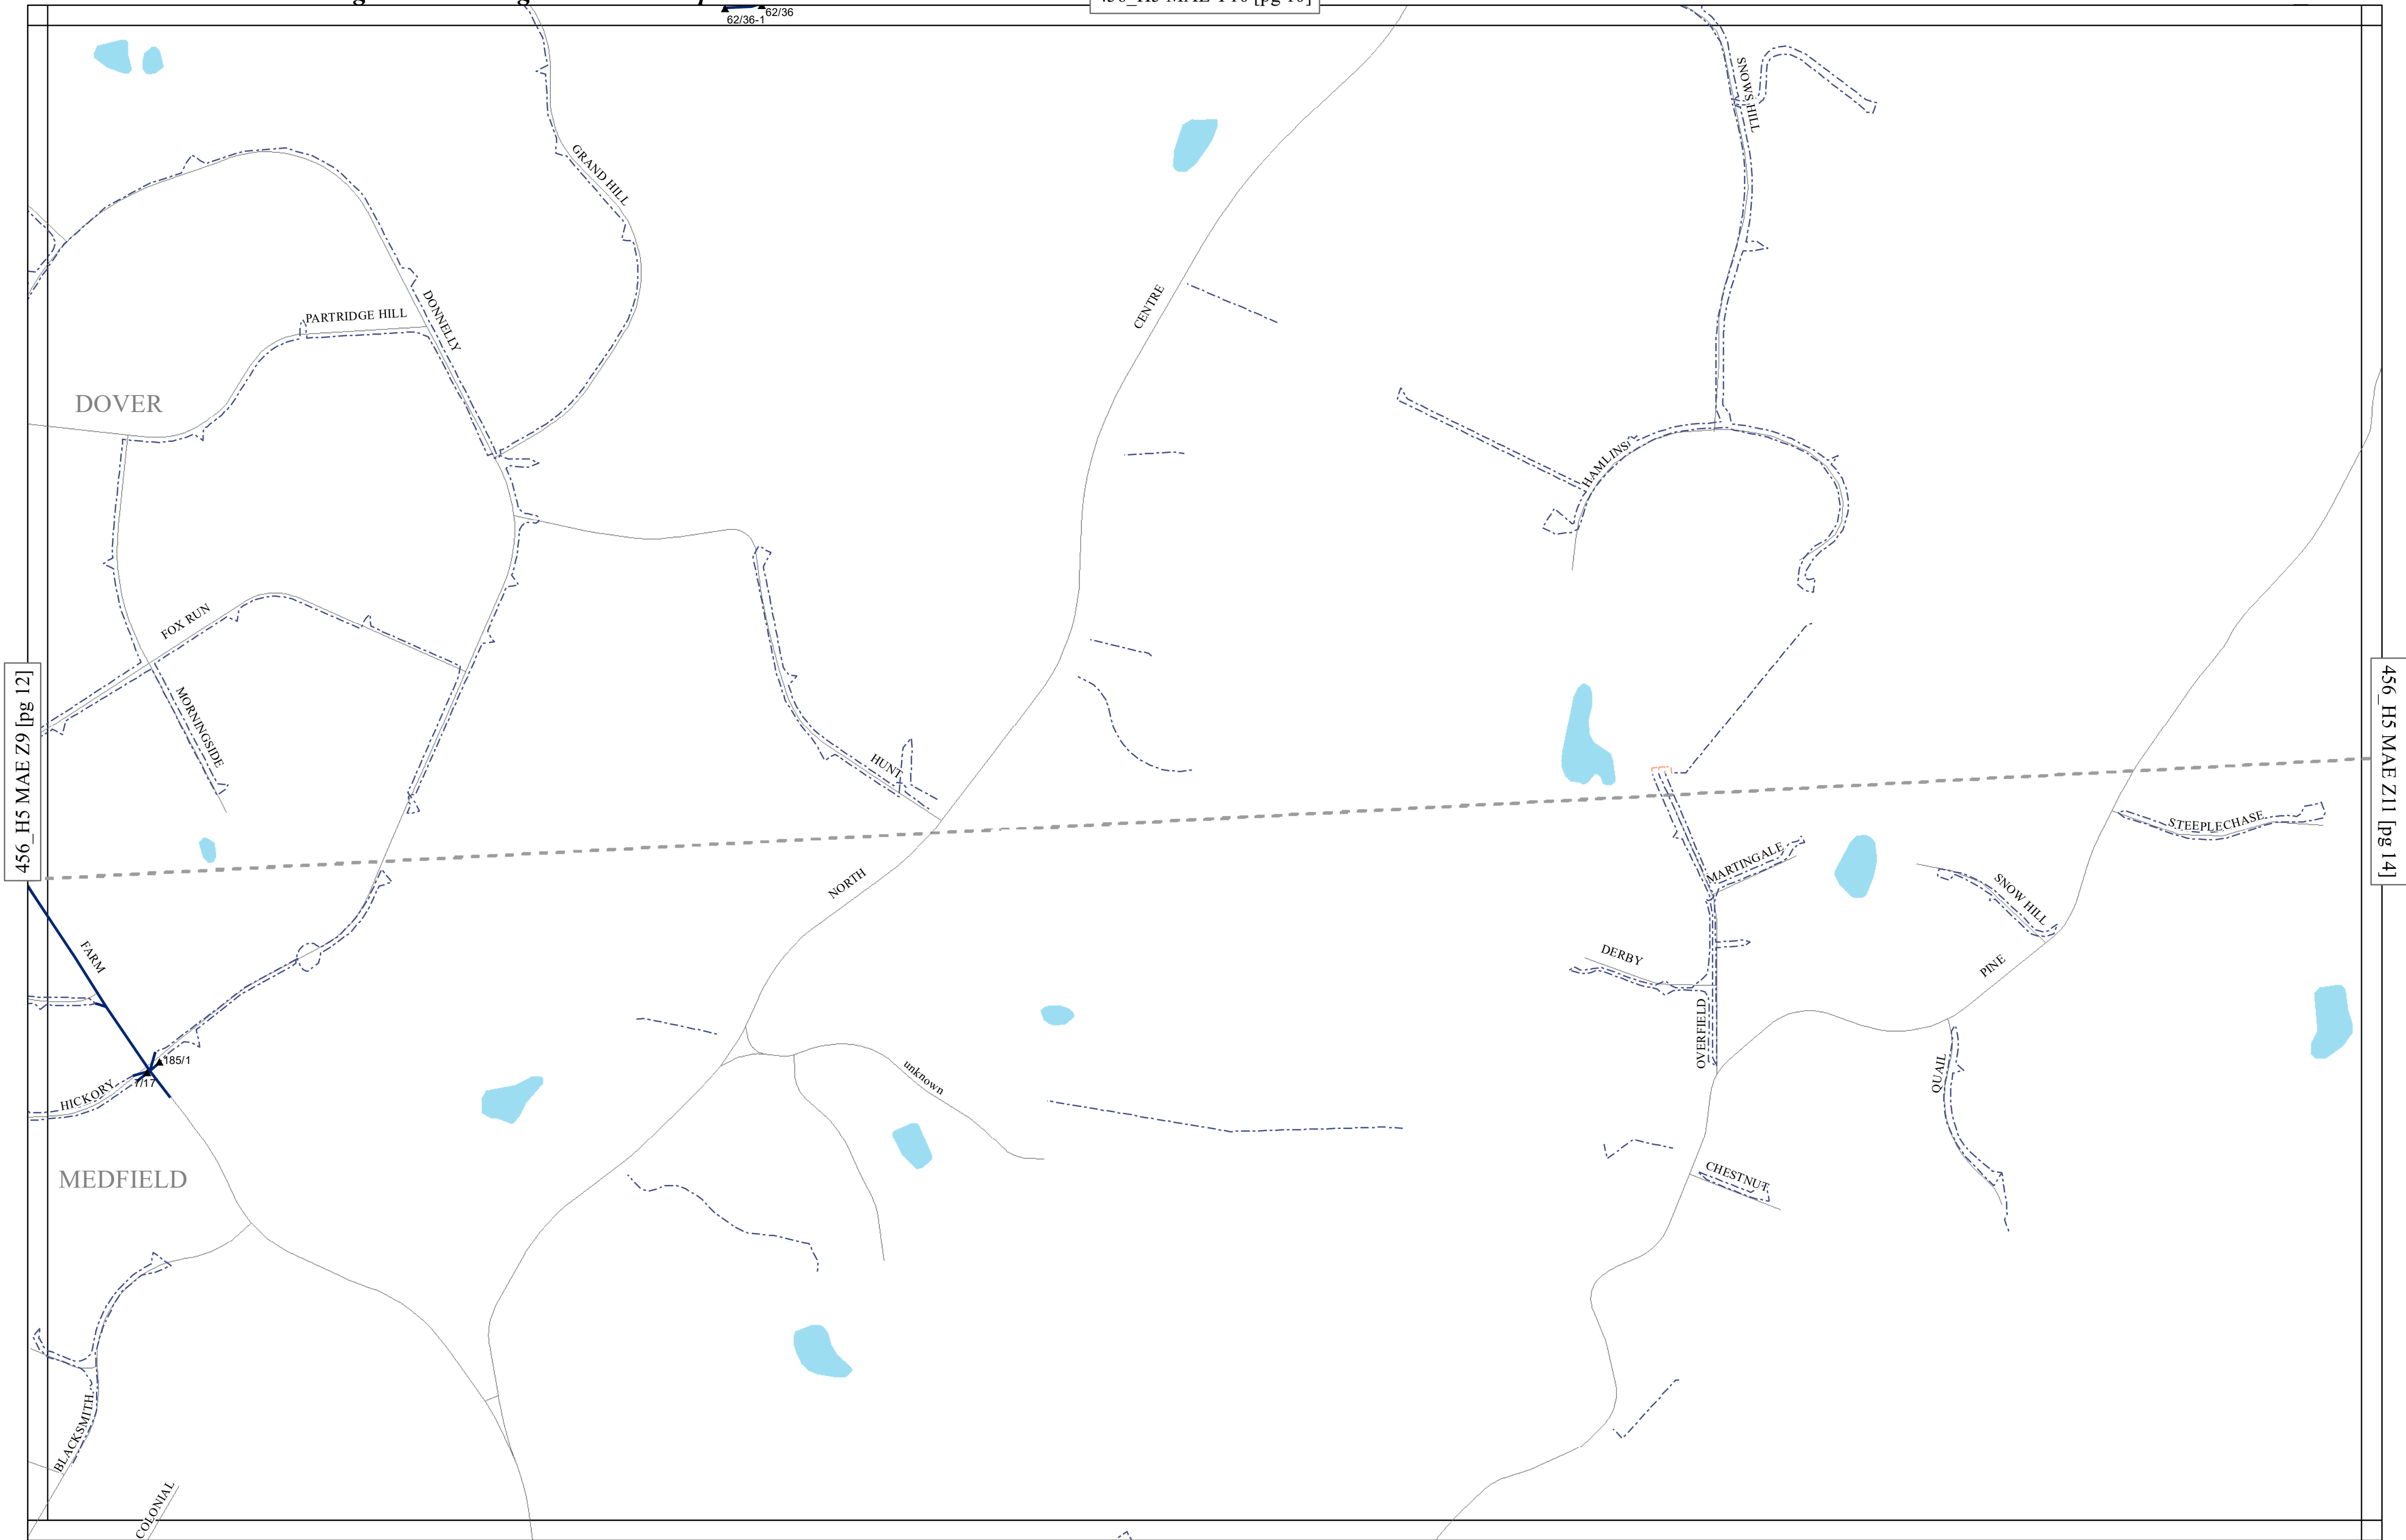 62/36-1
62/36
SNOWS HILL
GRAND HILL
CENTRE
PARTRIDGE HILL
DONNELLY
DOVER
HAMLINS
FOX RUN
MORNINGSIDE
456_H5 MAE Z9 [pg 12]
456_H5 MAE Z11 [pg 14]
HUNT
STEEPLECHASE
MARTINGALE
NORTH
SNOW HILL
FARM
DERBY
PINE
OVERFIELD
185/1
7/17
HICKORY
unknown
QUAIL
MEDFIELD
CHESTNUT
BLACKSMITH
COLONIAL